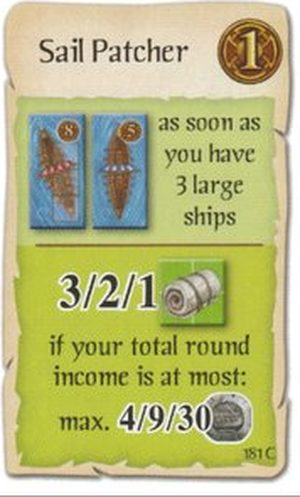 Sail Patcher 1
8 5
as soon as
you have
3 large
ships
3/2/1
if your total round
income is at most:
max. 4/9/30
181 C